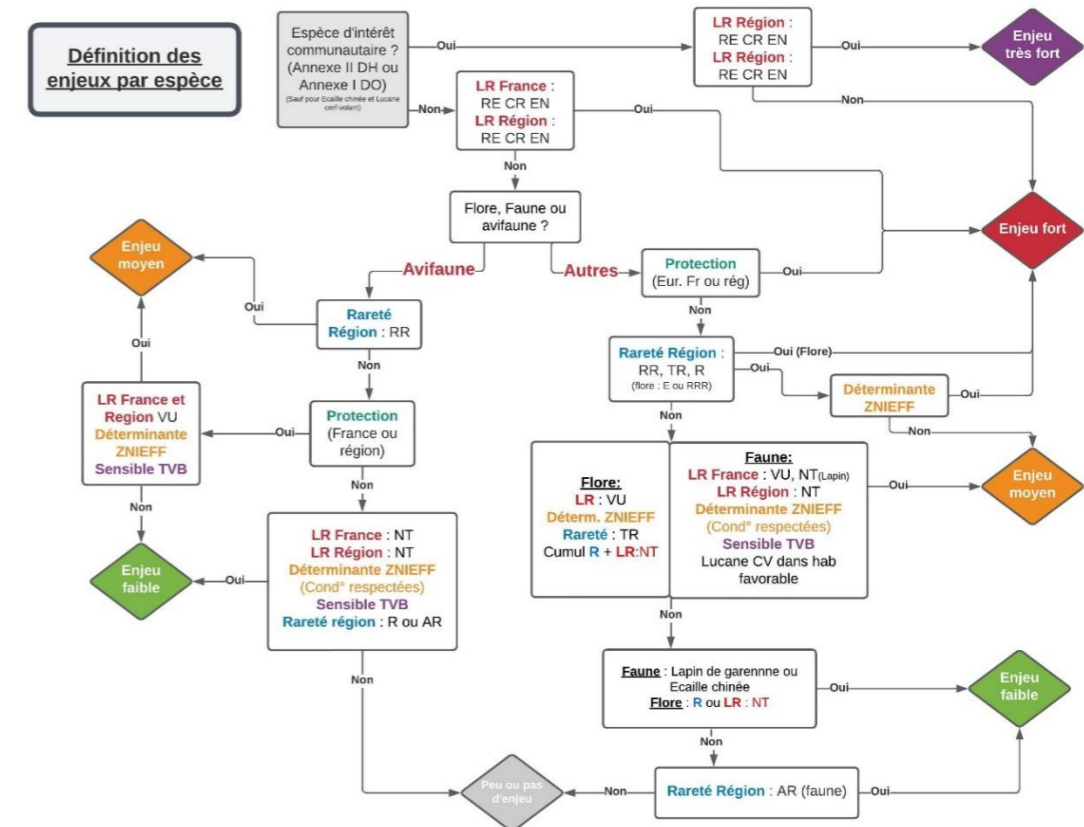 Définition des
enjeux par espèce
Espèce d'intérêt
communautaire ?
(Annexe II DH ou
Annexe I DO)
(Sauf pour Ecaille chinée et Lucane
cerf-volant)
Oui
LR Région :
RE CR EN
LR Région :
RE CR EN
Oui
Enjeu
très fort
Non
Non
LR France :
RE CR EN
LR Région :
RE CR EN
Oui
Non
Flore, Faune ou
avifaune ?
Enjeu fort
Avifaune
Autres
Enjeu
moyen
Protection
(Eur. Fr ou rég)
Oui
Oui
Rareté
Région : RR
Non
Oui
Non
Rareté Région :
RR, TR, R
(flore : E ou RRR)
Oui (Flore)
Oui
Déterminante
ZNIEFF
Oui
Non
Enjeu
moyen
LR France et
Region VU
Déterminante
ZNIEFF
Sensible TVB
Oui
Protection
(France ou
région)
Non
Non
Non
Flore:
LR : VU
Déterm. ZNIEFF
Rareté : TR
Cumul R + LR:NT
Faune:
LR France : VU, NT(Lapin)
LR Région : NT
Déterminante ZNIEFF
(Cond° respectées)
Sensible TVB
Lucane CV dans hab
favorable
Oui
Enjeu
faible
Oui
LR France : NT
LR Région : NT
Déterminante ZNIEFF
(Cond° respectées)
Sensible TVB
Rareté région : R ou AR
Non
Non
Faune : Lapin de garennne ou
Ecaille chinée
Flore : R ou LR : NT
Oui
Enjeu
faible
Non
Peu ou pas
d'enjeu
Non
Rareté Région : AR (faune)
Oui